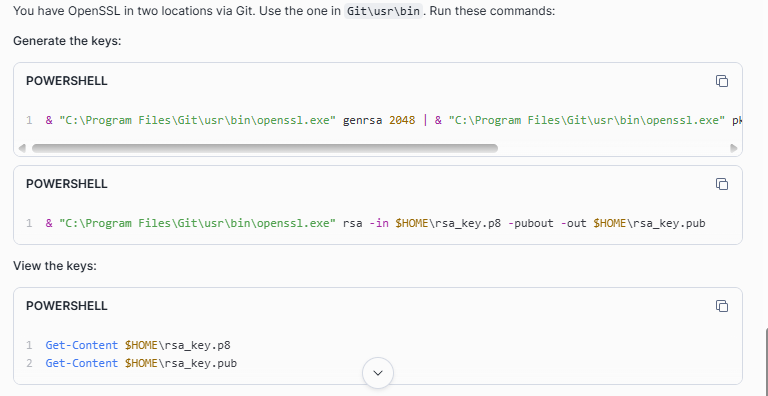 You have OpenSSL in two locations via Git. Use the one in Git\usr\bin. Run these commands:
Generate the keys:
POWERSHELL
1 & "C:\Program Files\Git\usr\bin\openssl.exe" genrsa 2048 | & "C:\Program Files\Git\usr\bin\openssl.exe" pk
POWERSHELL
1 & "C:\Program Files\Git\usr\bin\openssl.exe" rsa -in $HOME\rsa_key.p8 -pubout -out $HOME\rsa_key.pub
View the keys:
POWERSHELL
1 Get-Content $HOME\rsa_key.p8
2 Get-Content $HOME\rsa_key.pub